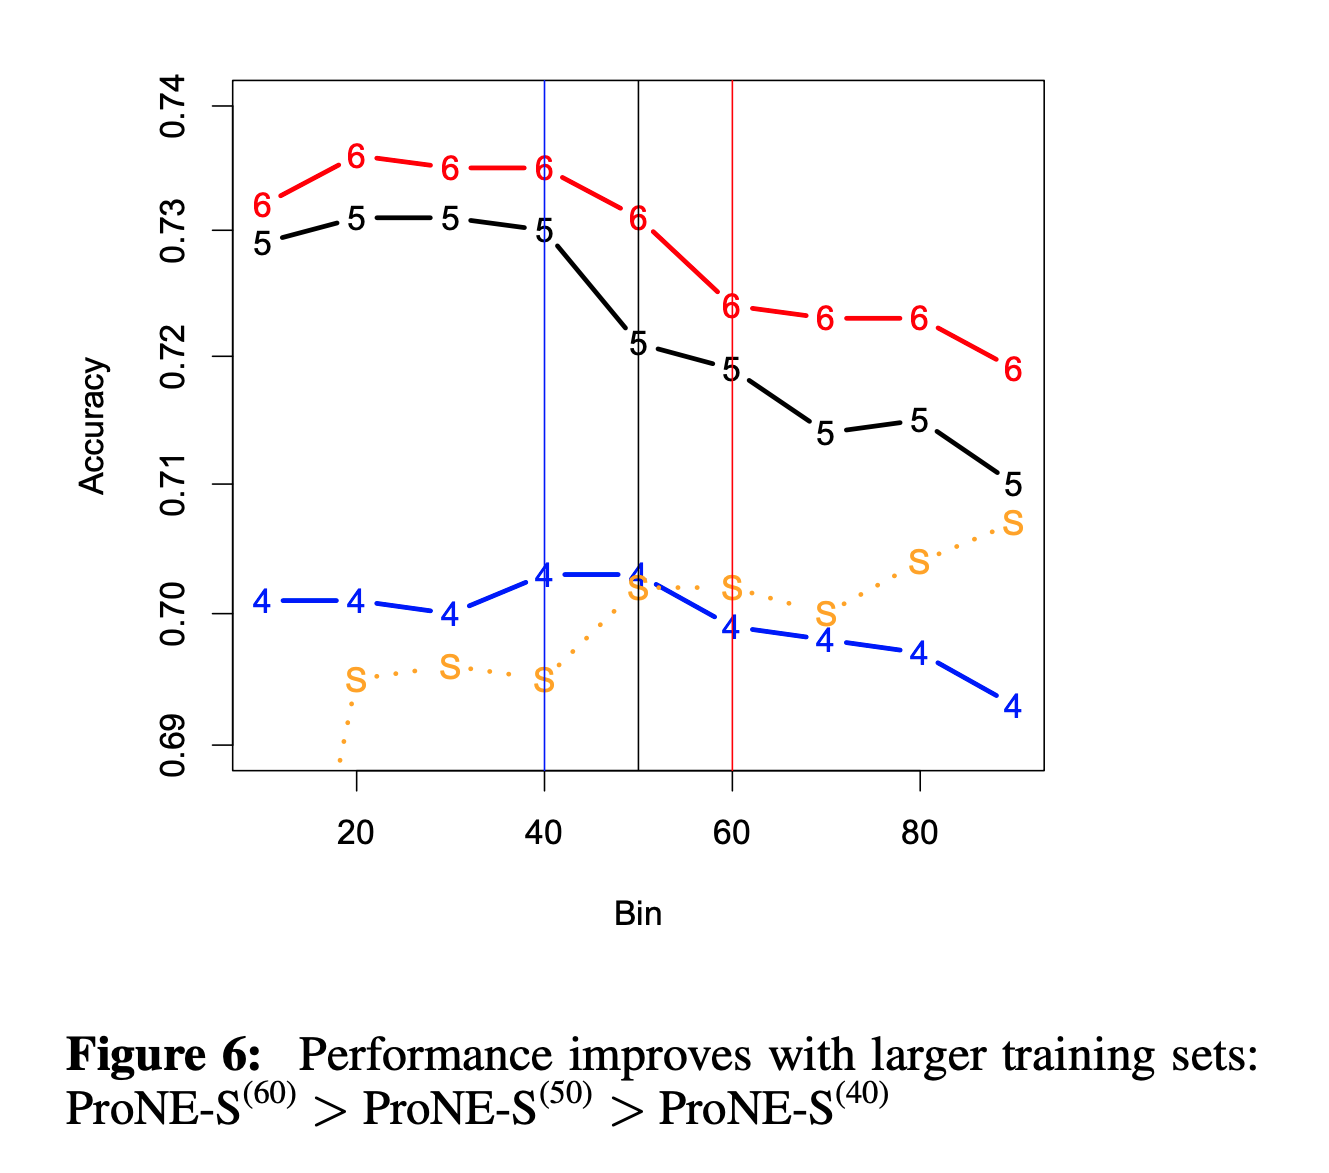 0.74
0.73
0.72
0.71
0.70
0.69
Accuracy
6 6 6 6 6 6 6 6 6
5 5 5 5 5 5 5 5 5
4 4 4 4 4 4 4 4 4
S S S S S S S S
20 40 60 80
Bin
Figure 6: Performance improves with larger training sets:
ProNE-S(60) > ProNE-S(50) > ProNE-S(40)